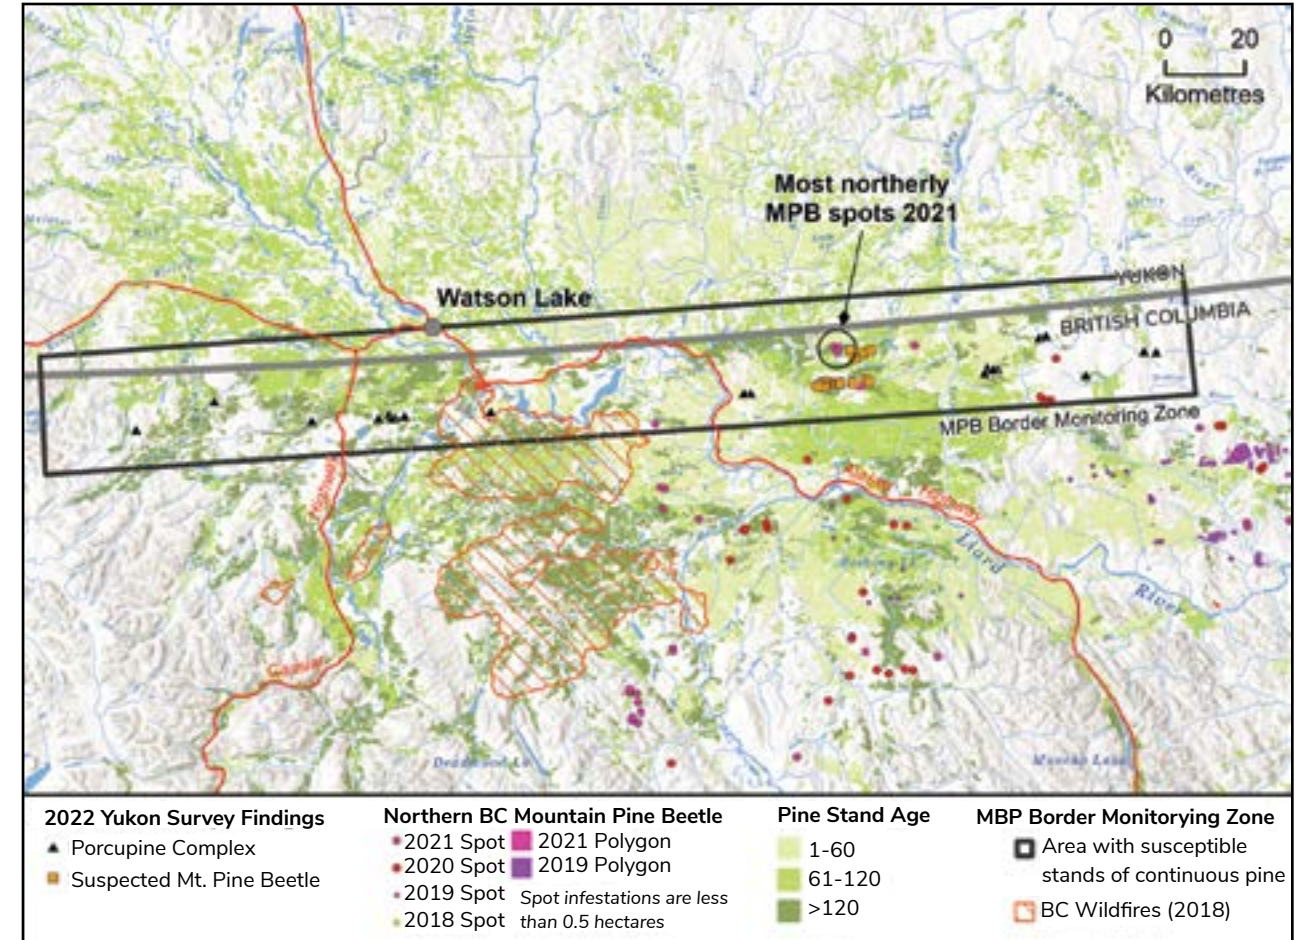 0 20
Kilometres
Most northerly
MPB spots 2021
Watson Lake
YUKON
BRITISH COLUMBIA
MPB Border Monitoring Zone
Highway
Liard
River
Cassiar
2022 Yukon Survey Findings
Porcupine Complex
Suspected Mt. Pine Beetle
Northern BC Mountain Pine Beetle
2021 Spot
2020 Spot
2019 Spot
2018 Spot
2021 Polygon
2019 Polygon
Spot infestations are less
than 0.5 hectares
Pine Stand Age
1-60
61-120
>120
MBP Border Monitorying Zone
Area with susceptible
stands of continuous pine
BC Wildfires (2018)